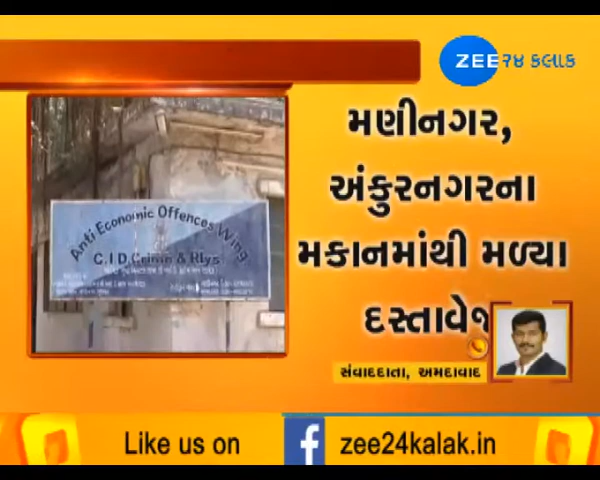 ZEE ૨૪ કલાક
મણીનગર,
અંકુરનગરના
મકાનમાંથી મળ્યા
દસ્તાવેજ
Anti Economic Offences Wing
C.I.D. Crime & Rlys
સંવાદદાતા, અમદાવાદ
Like us on
f
zee24kalak.in